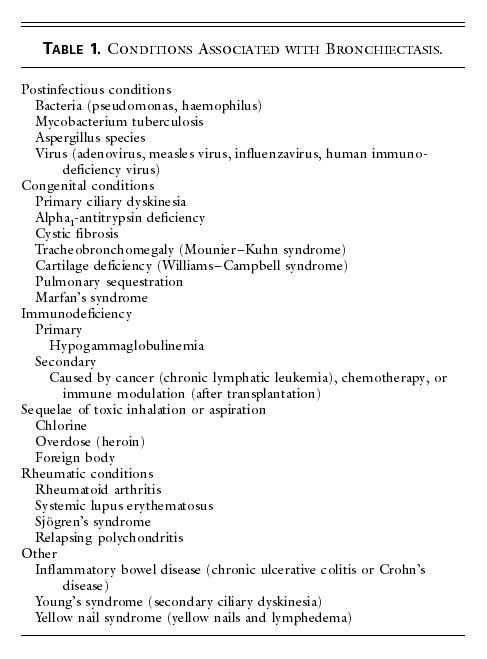 TABLE 1. CONDITIONS ASSOCIATED WITH BRONCHIECTASIS.
Postinfectious conditions
Bacteria (pseudomonas, haemophilus)
Mycobacterium tuberculosis
Aspergillus species
Virus (adenovirus, measles virus, influenzavirus, human immuno-
deficiency virus)
Congenital conditions
Primary ciliary dyskinesia
Alpha₁-antitrypsin deficiency
Cystic fibrosis
Tracheobronchomegaly (Mounier–Kuhn syndrome)
Cartilage deficiency (Williams–Campbell syndrome)
Pulmonary sequestration
Marfan's syndrome
Immunodeficiency
Primary
Hypogammaglobulinemia
Secondary
Caused by cancer (chronic lymphatic leukemia), chemotherapy, or
immune modulation (after transplantation)
Sequelae of toxic inhalation or aspiration
Chlorine
Overdose (heroin)
Foreign body
Rheumatic conditions
Rheumatoid arthritis
Systemic lupus erythematosus
Sjögren's syndrome
Relapsing polychondritis
Other
Inflammatory bowel disease (chronic ulcerative colitis or Crohn's
disease)
Young's syndrome (secondary ciliary dyskinesia)
Yellow nail syndrome (yellow nails and lymphedema)